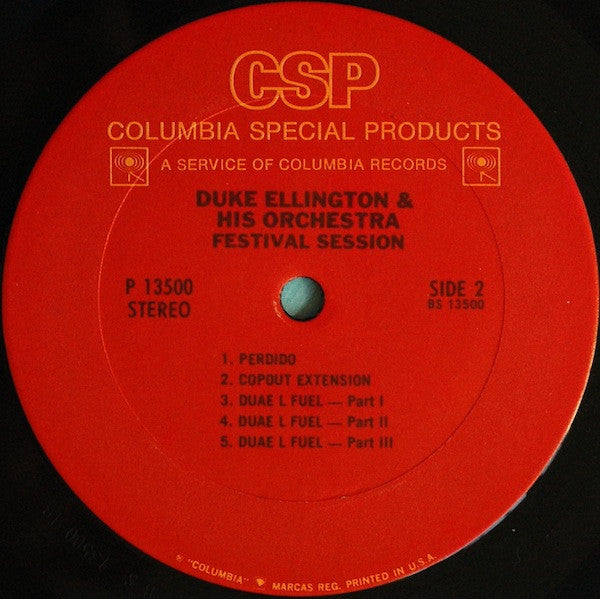 CSP
COLUMBIA SPECIAL PRODUCTS
A SERVICE OF COLUMBIA RECORDS
DUKE ELLINGTON &
HIS ORCHESTRA
FESTIVAL SESSION
P 13500
STEREO
SIDE 2
BS 13500
1. PERDIDO
2. COPOUT EXTENSION
3. DUAE L FUEL — Part I
4. DUAE L FUEL — Part II
5. DUAE L FUEL — Part III
"COLUMBIA" MARCAS REG. PRINTED IN U.S.A.